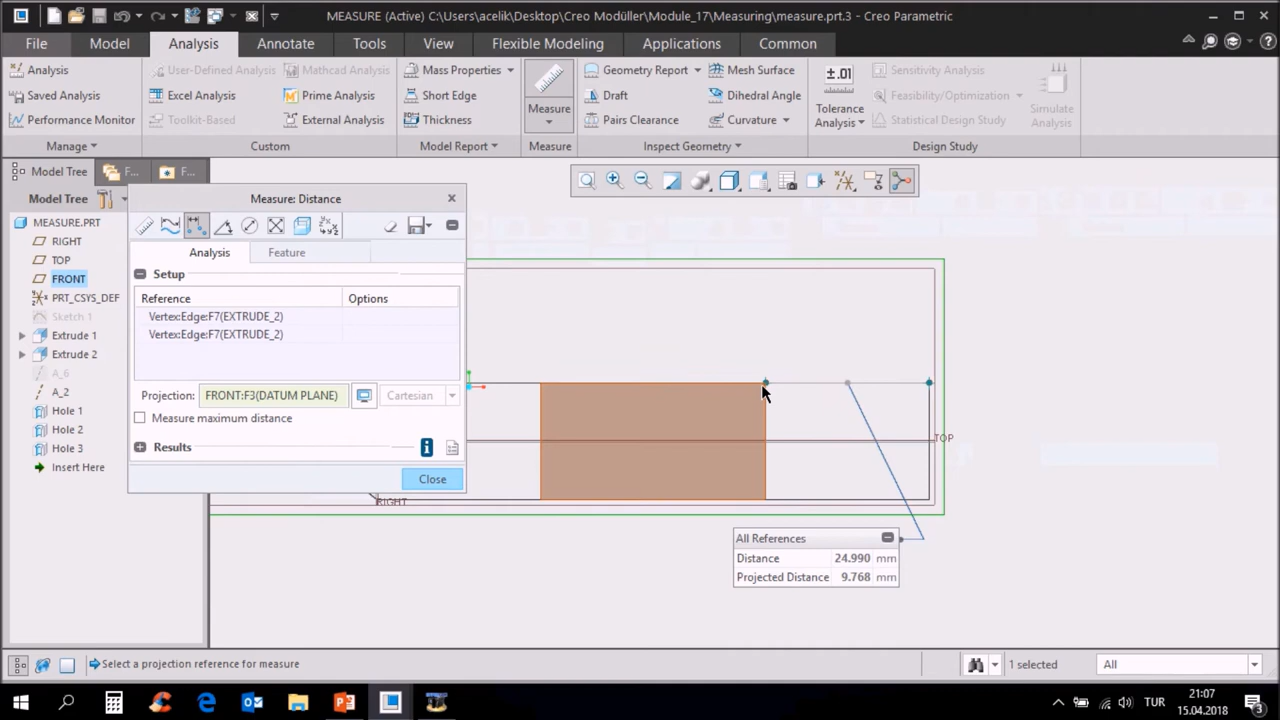 MEASURE (Active) C:\Users\acelik\Desktop\Creo Modüller\Module_17\Measuring\measure.prt.3 - Creo Parametric
File Model Analysis Annotate Tools View Flexible Modeling Applications Common
Analysis User-Defined Analysis Mathcad Analysis Mass Properties Geometry Report Mesh Surface ±.01 Sensitivity Analysis
Saved Analysis Excel Analysis Prime Analysis Short Edge Draft Dihedral Angle Feasibility/Optimization
Performance Monitor Toolkit-Based External Analysis Thickness Measure Pairs Clearance Curvature Tolerance Analysis Statistical Design Study Simulate Analysis
Manage Custom Model Report Measure Inspect Geometry Design Study
Model Tree F... F...
Model Tree
MEASURE.PRT
RIGHT
TOP
FRONT
PRT_CSYS_DEF
Sketch 1
Extrude 1
Extrude 2
A_6
A_2
Hole 1
Hole 2
Hole 3
Insert Here
Measure: Distance
Analysis Feature
Setup
Reference Options
Vertex:Edge:F7(EXTRUDE_2)
Vertex:Edge:F7(EXTRUDE_2)
Projection: FRONT:F3(DATUM PLANE) Cartesian
Measure maximum distance
Results
Close
TOP
RIGHT
All References
Distance 24.990 mm
Projected Distance 9.768 mm
Select a projection reference for measure 1 selected All
TUR 21:07
15.04.2018 3